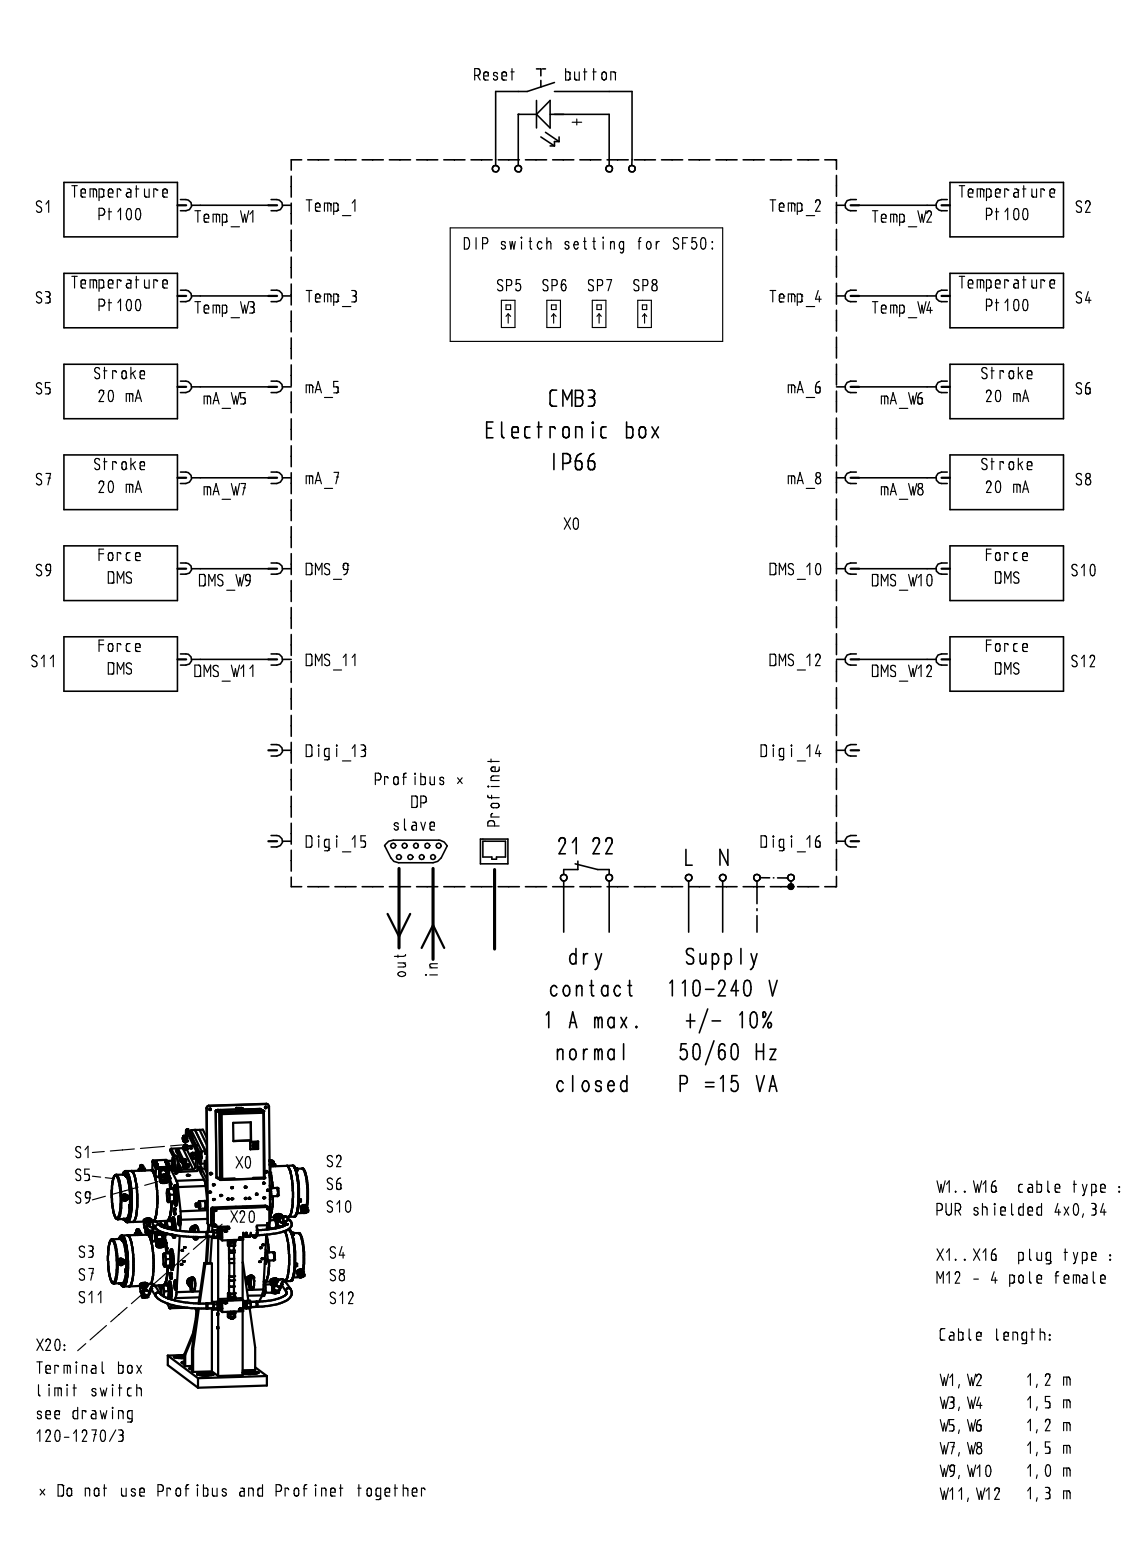 Reset button
+
Temperature
Pt100
S1
Temp_W1
Temp_1
Temp_2
Temp_W2
Temperature
Pt100
S2
DIP switch setting for SF50:
SP5 SP6 SP7 SP8
Temperature
Pt100
S3
Temp_W3
Temp_3
Temp_4
Temp_W4
Temperature
Pt100
S4
Stroke
20 mA
S5
mA_W5
mA_5
mA_6
mA_W6
Stroke
20 mA
S6
CMB3
Electronic box
IP66
X0
Stroke
20 mA
S7
mA_W7
mA_7
mA_8
mA_W8
Stroke
20 mA
S8
Force
DMS
S9
DMS_W9
DMS_9
DMS_10
DMS_W10
Force
DMS
S10
Force
DMS
S11
DMS_W11
DMS_11
DMS_12
DMS_W12
Force
DMS
S12
Digi_13
Digi_14
Profibus ×
DP
slave
Profinet
Digi_15
21 22
L N
Digi_16
out
in
dry
contact
1 A max.
normal
closed
Supply
110-240 V
+/- 10%
50/60 Hz
P =15 VA
S1
S5
S9
X0
S2
S6
S10
X20
S3
S7
S11
S4
S8
S12
X20:
Terminal box
limit switch
see drawing
120-1270/3
× Do not use Profibus and Profinet together
W1..W16 cable type :
PUR shielded 4x0,34
X1..X16 plug type :
M12 - 4 pole female
Cable length:
W1, W2 1,2 m
W3, W4 1,5 m
W5, W6 1,2 m
W7, W8 1,5 m
W9, W10 1,0 m
W11, W12 1,3 m